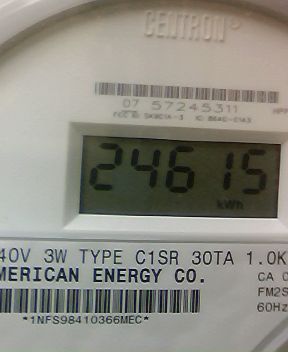 CENTRON®
07 57245311
24615
kWh
40V 3W TYPE C1SR 30TA 1.0K
MERICAN ENERGY CO.
CA 0
FM2S
60Hz
*1NFS98410366MEC*